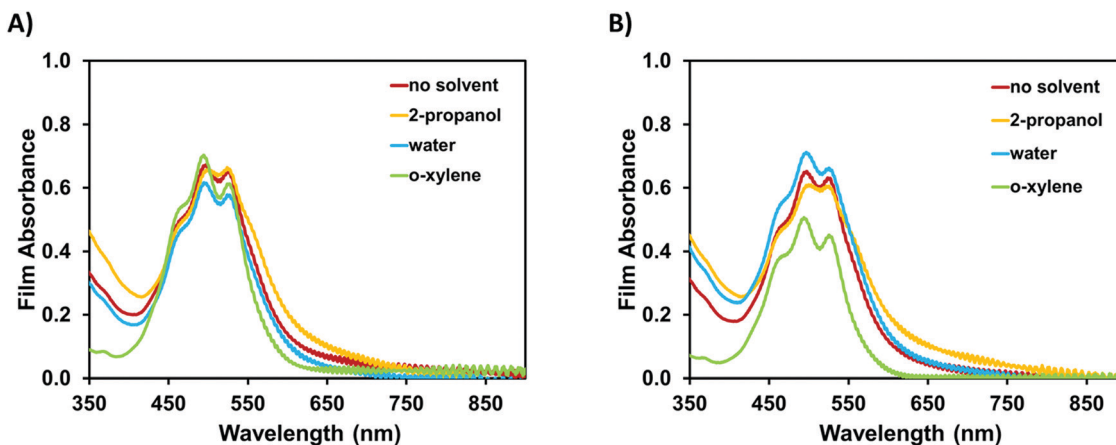 A)
Film Absorbance
1.0
0.8
0.6
0.4
0.2
0.0
no solvent
2-propanol
water
o-xylene
350 450 550 650 750 850
Wavelength (nm)
B)
Film Absorbance
1.0
0.8
0.6
0.4
0.2
0.0
no solvent
2-propanol
water
o-xylene
350 450 550 650 750 850
Wavelength (nm)